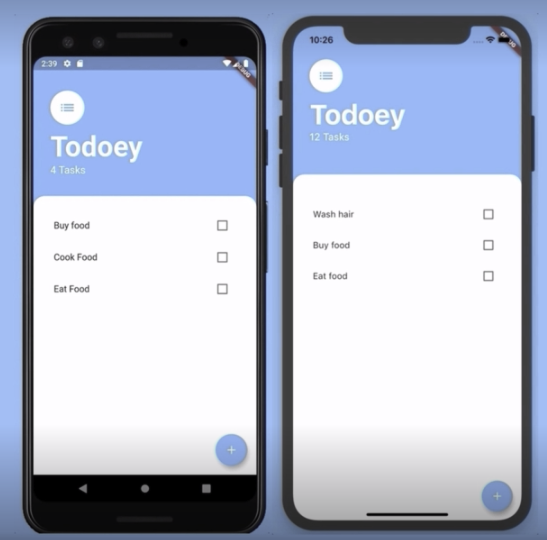 2:39
Todoey
4 Tasks
Buy food
Cook Food
Eat Food
10:26
Todoey
12 Tasks
Wash hair
Buy food
Eat food